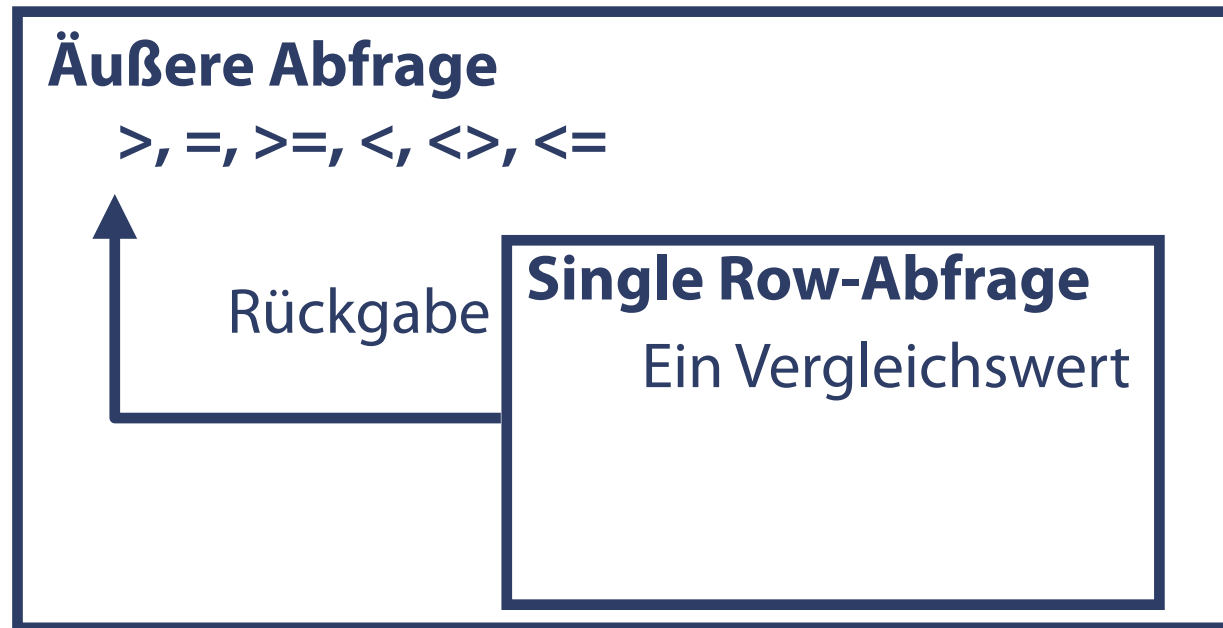 Äußere Abfrage
>, =, >=, <, <>, <=
Single Row-Abfrage
Rückgabe
Ein Vergleichswert